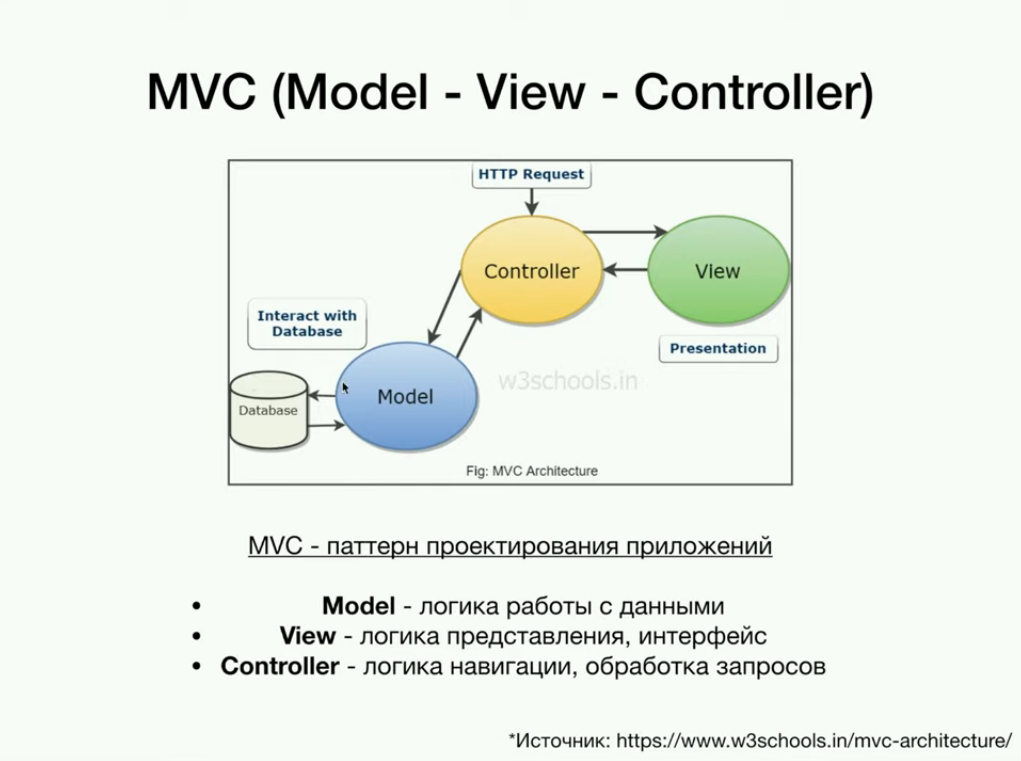 MVC (Model - View - Controller)
HTTP Request
Controller
View
Interact with
Database
Presentation
w3schools.in
Model
Database
Fig: MVC Architecture
MVC - паттерн проектирования приложений
• Model - логика работы с данными
• View - логика представления, интерфейс
• Controller - логика навигации, обработка запросов
*Источник: https://www.w3schools.in/mvc-architecture/